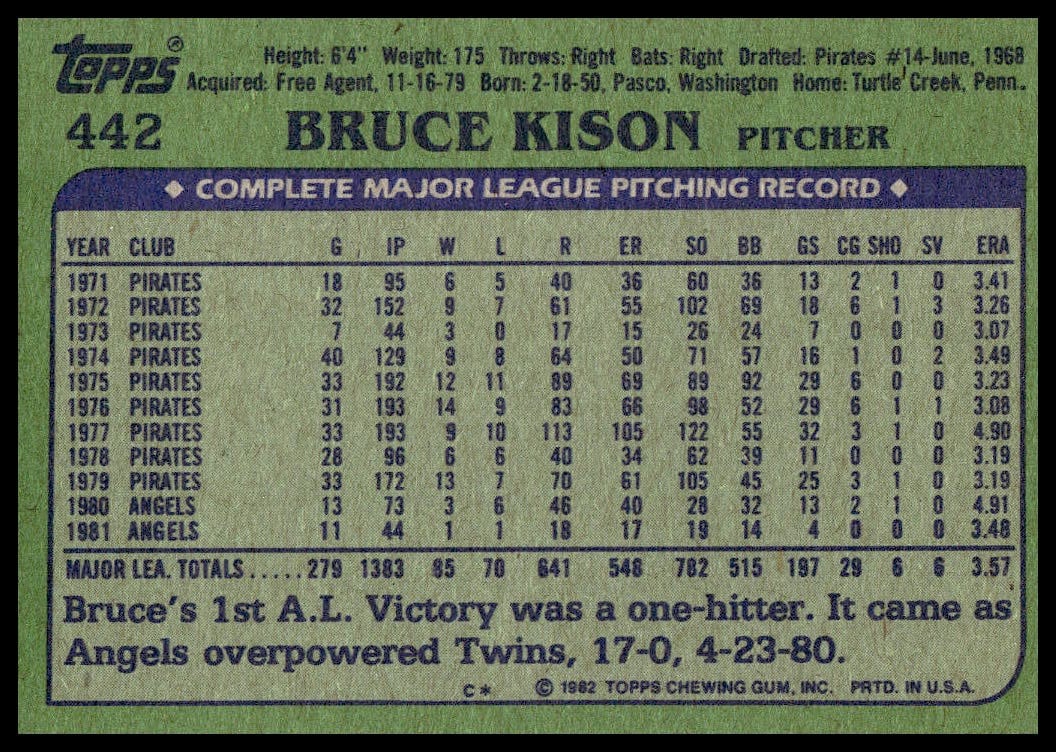 Topps®
Height: 6'4" Weight: 175 Throws: Right Bats: Right Drafted: Pirates #14-June, 1968
Acquired: Free Agent, 11-16-79 Born: 2-18-50, Pasco, Washington Home: Turtle Creek, Penn.
442 BRUCE KISON PITCHER
◆ COMPLETE MAJOR LEAGUE PITCHING RECORD ◆
YEAR CLUB G IP W L R ER SO BB GS CG SHO SV ERA
1971 PIRATES 18 95 6 5 40 36 60 36 13 2 1 0 3.41
1972 PIRATES 32 152 9 7 61 55 102 69 18 6 1 3 3.26
1973 PIRATES 7 44 3 0 17 15 26 24 7 0 0 0 3.07
1974 PIRATES 40 129 9 8 64 50 71 57 16 1 0 2 3.49
1975 PIRATES 33 192 12 11 89 69 89 92 29 6 0 0 3.23
1976 PIRATES 31 193 14 9 83 66 98 52 29 6 1 1 3.08
1977 PIRATES 33 193 9 10 113 105 122 55 32 3 1 0 4.90
1978 PIRATES 28 96 6 6 40 34 62 39 11 0 0 0 3.19
1979 PIRATES 33 172 13 7 70 61 105 45 25 3 1 0 3.19
1980 ANGELS 13 73 3 6 46 40 28 32 13 2 1 0 4.91
1981 ANGELS 11 44 1 1 18 17 19 14 4 0 0 0 3.48
MAJOR LEA. TOTALS.....279 1383 85 70 641 548 782 515 197 29 6 6 3.57
Bruce's 1st A.L. Victory was a one-hitter. It came as
Angels overpowered Twins, 17-0, 4-23-80.
C* © 1982 TOPPS CHEWING GUM, INC. PRTD. IN U.S.A.